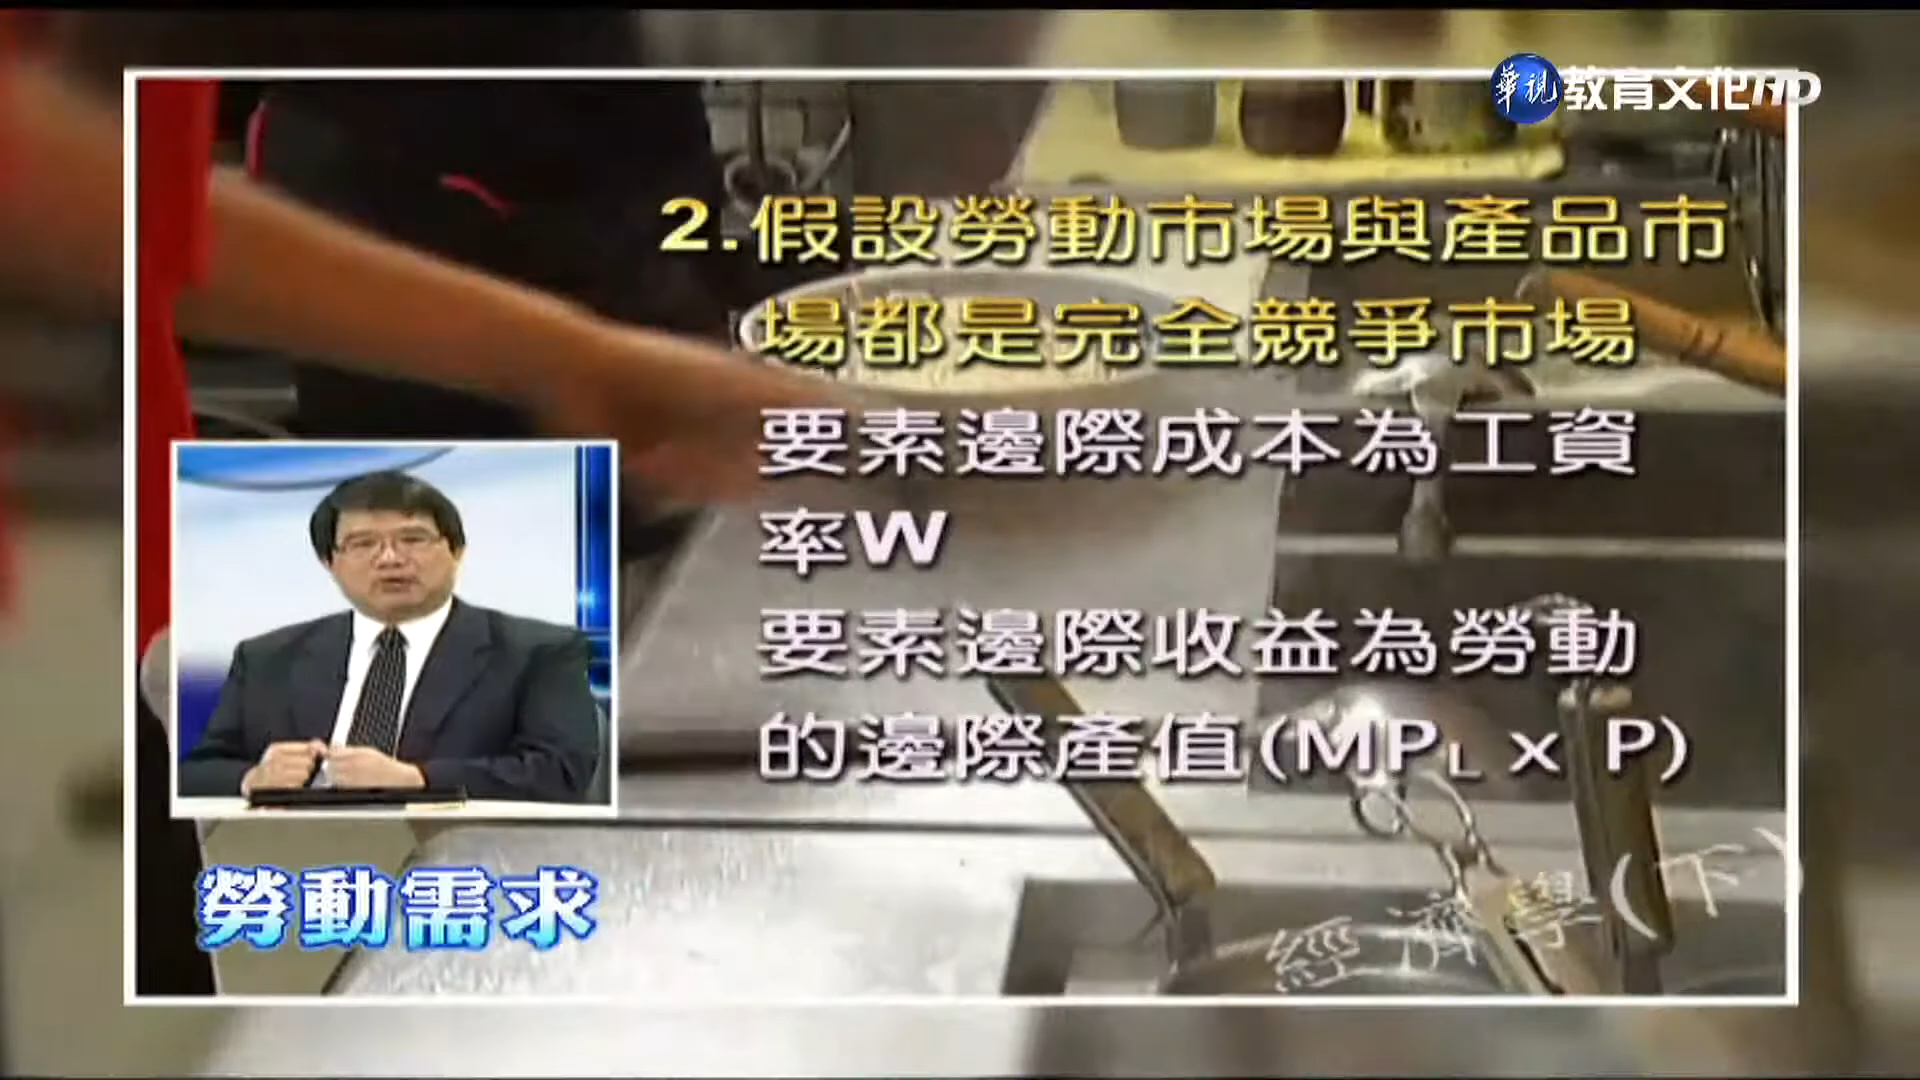 華視 教育文化HD
2.假設勞動市場與產品市
場都是完全競爭市場
要素邊際成本為工資
率W
要素邊際收益為勞動
的邊際產值(MPL x P)
勞動需求
經濟學(下)